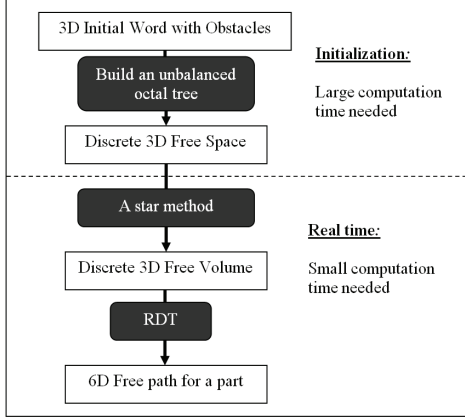 3D Initial Word with Obstacles
Build an unbalanced
octal tree
Discrete 3D Free Space
Initialization:
Large computation
time needed
A star method
Discrete 3D Free Volume
RDT
6D Free path for a part
Real time:
Small computation
time needed